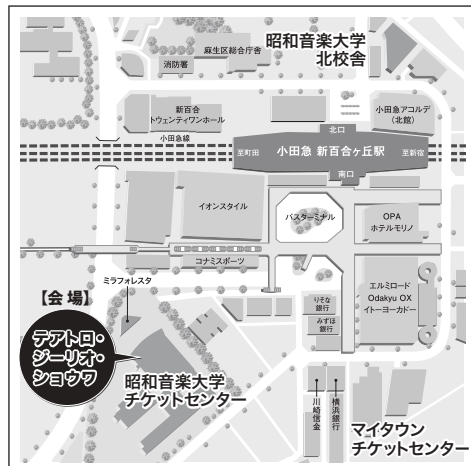 昭和音楽大学
北校舎
麻生区総合庁舎
消防署
新百合
トウェンティワンホール
小田急アコルデ
(北館)
小田急線
北口
至町田
小田急 新百合ヶ丘駅
至新宿
南口
イオンスタイル
バスターミナル
OPA
ホテルモリノ
コナミスポーツ
ミラフォレスタ
【会 場】
テアトロ・
ジーリオ・
ショウワ
りそな
銀行
みずほ
銀行
エルミロード
Odakyu OX
イトーヨーカドー
昭和音楽大学
チケットセンター
川崎信金
横浜銀行
マイタウン
チケットセンター